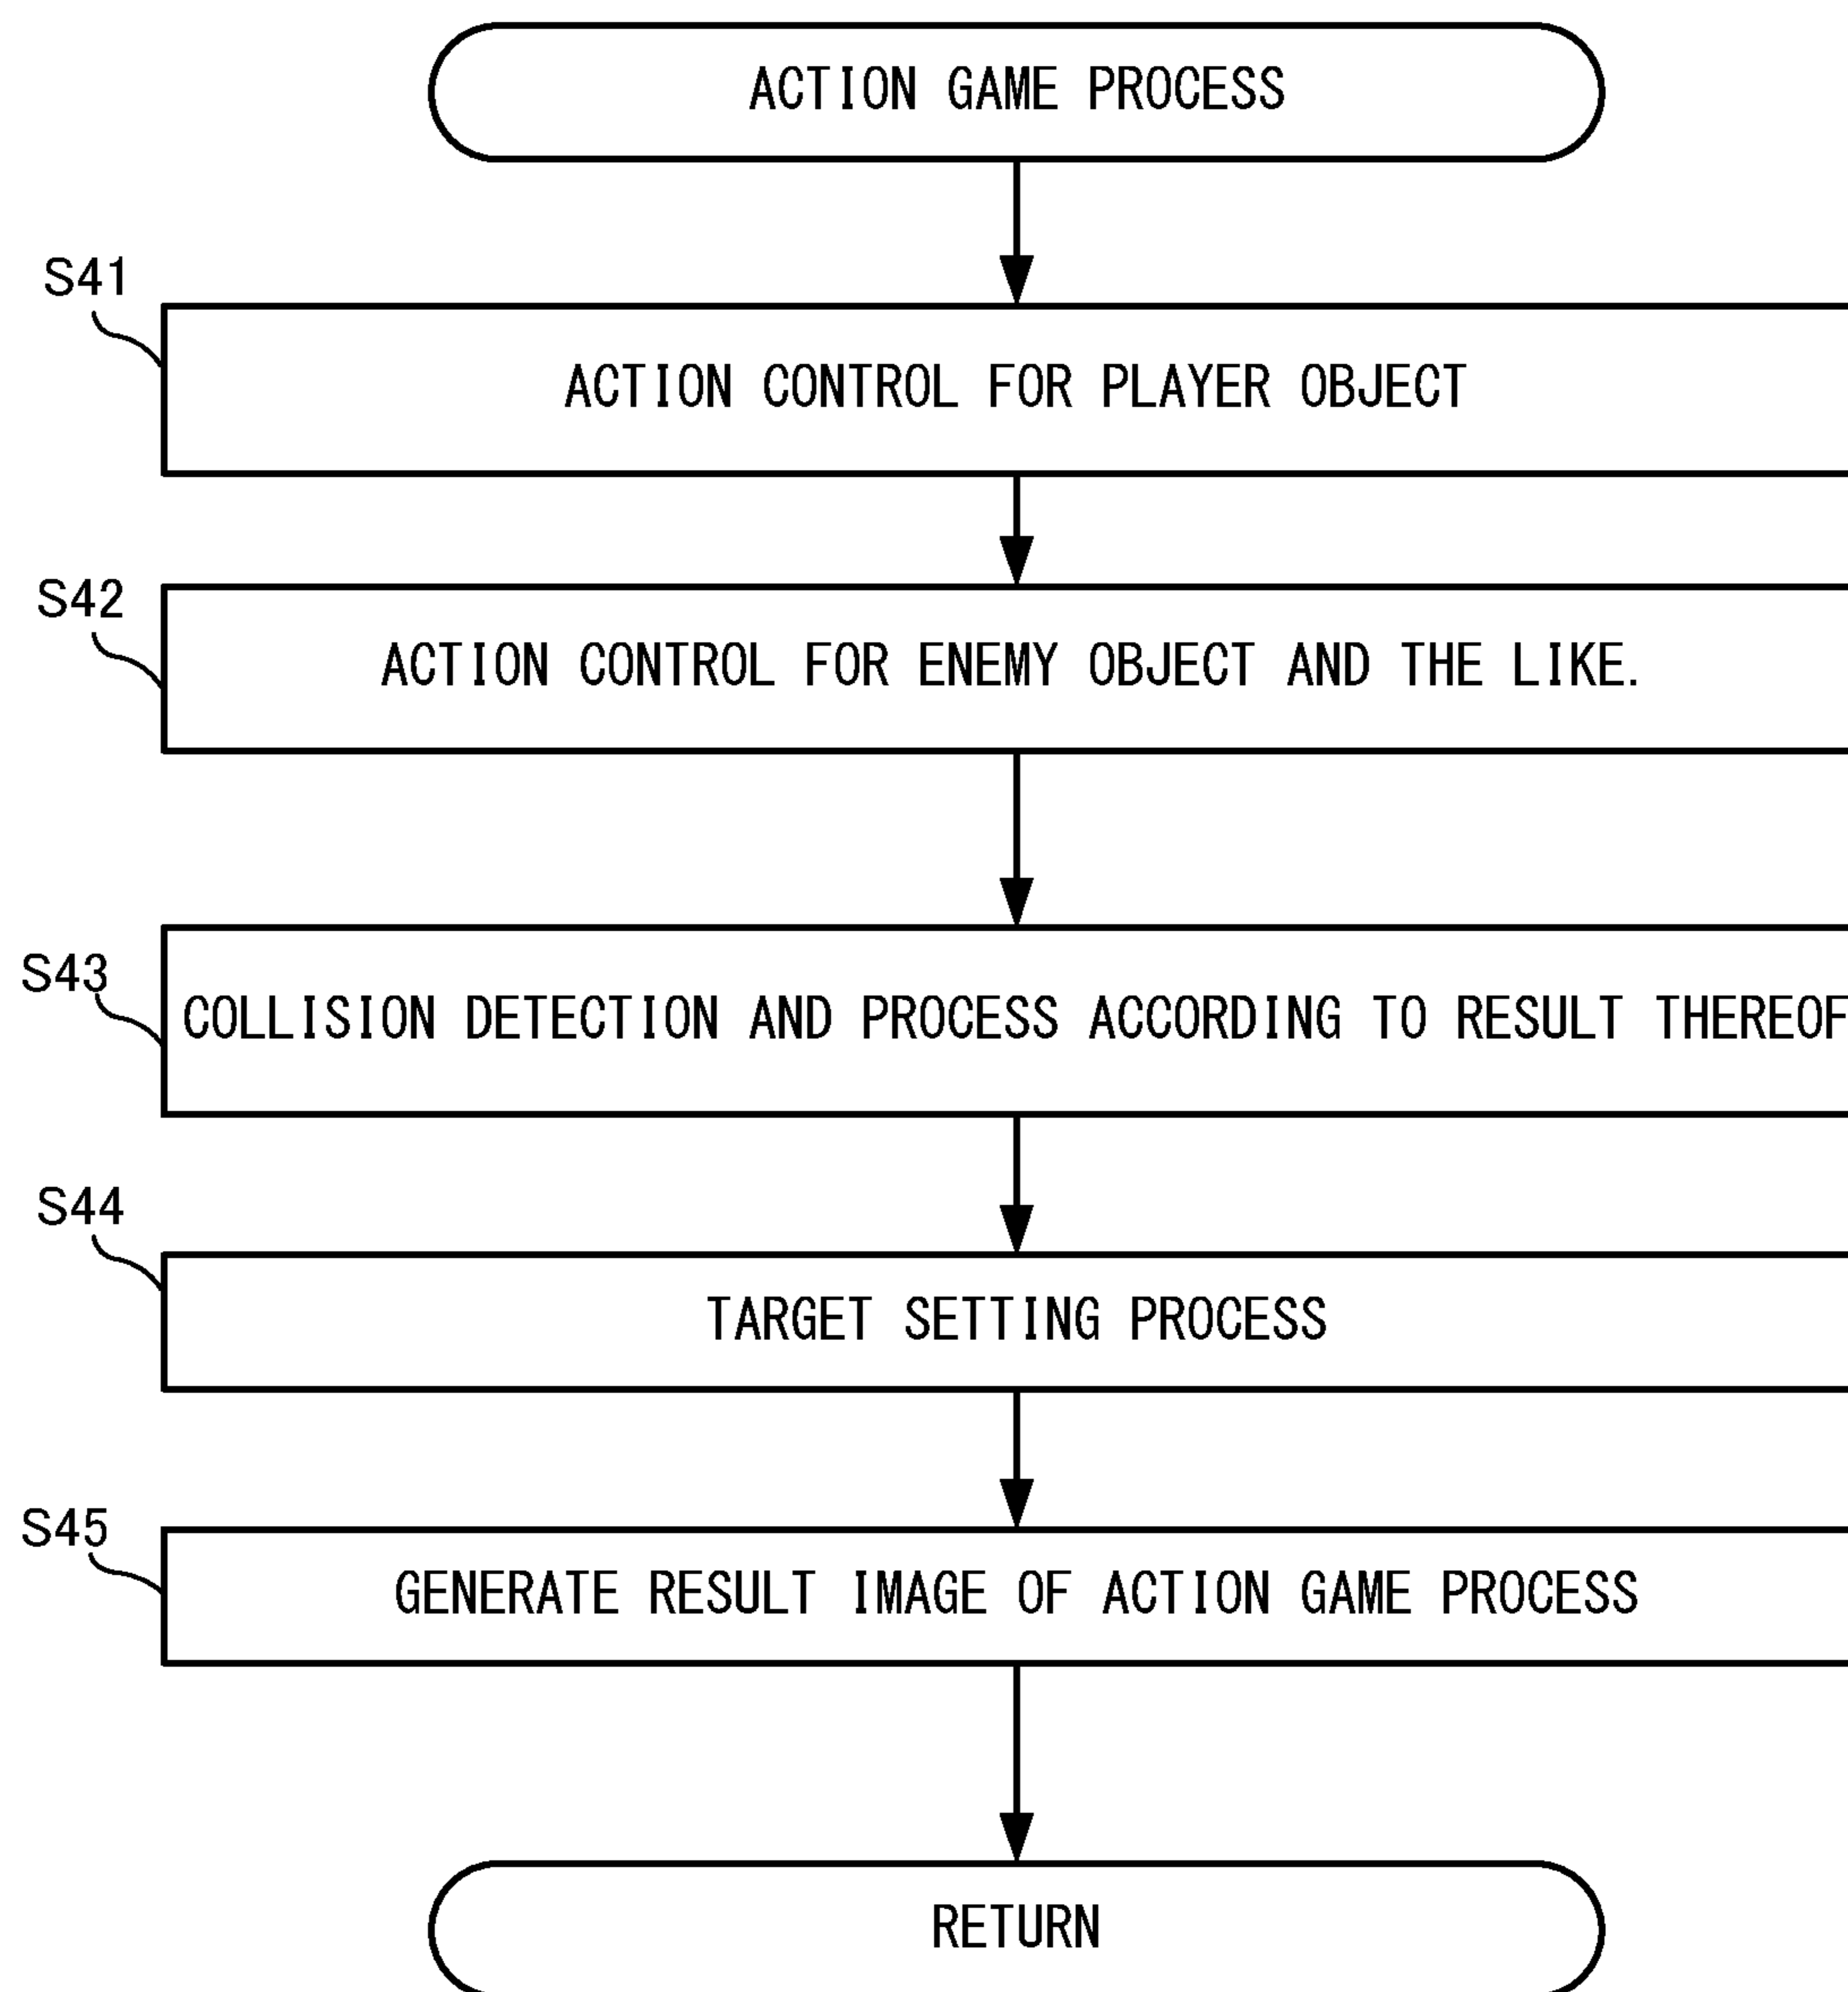 ACTION GAME PROCESS
S41
ACTION CONTROL FOR PLAYER OBJECT
S42
ACTION CONTROL FOR ENEMY OBJECT AND THE LIKE.
S43
COLLISION DETECTION AND PROCESS ACCORDING TO RESULT THEREOF
S44
TARGET SETTING PROCESS
S45
GENERATE RESULT IMAGE OF ACTION GAME PROCESS
RETURN